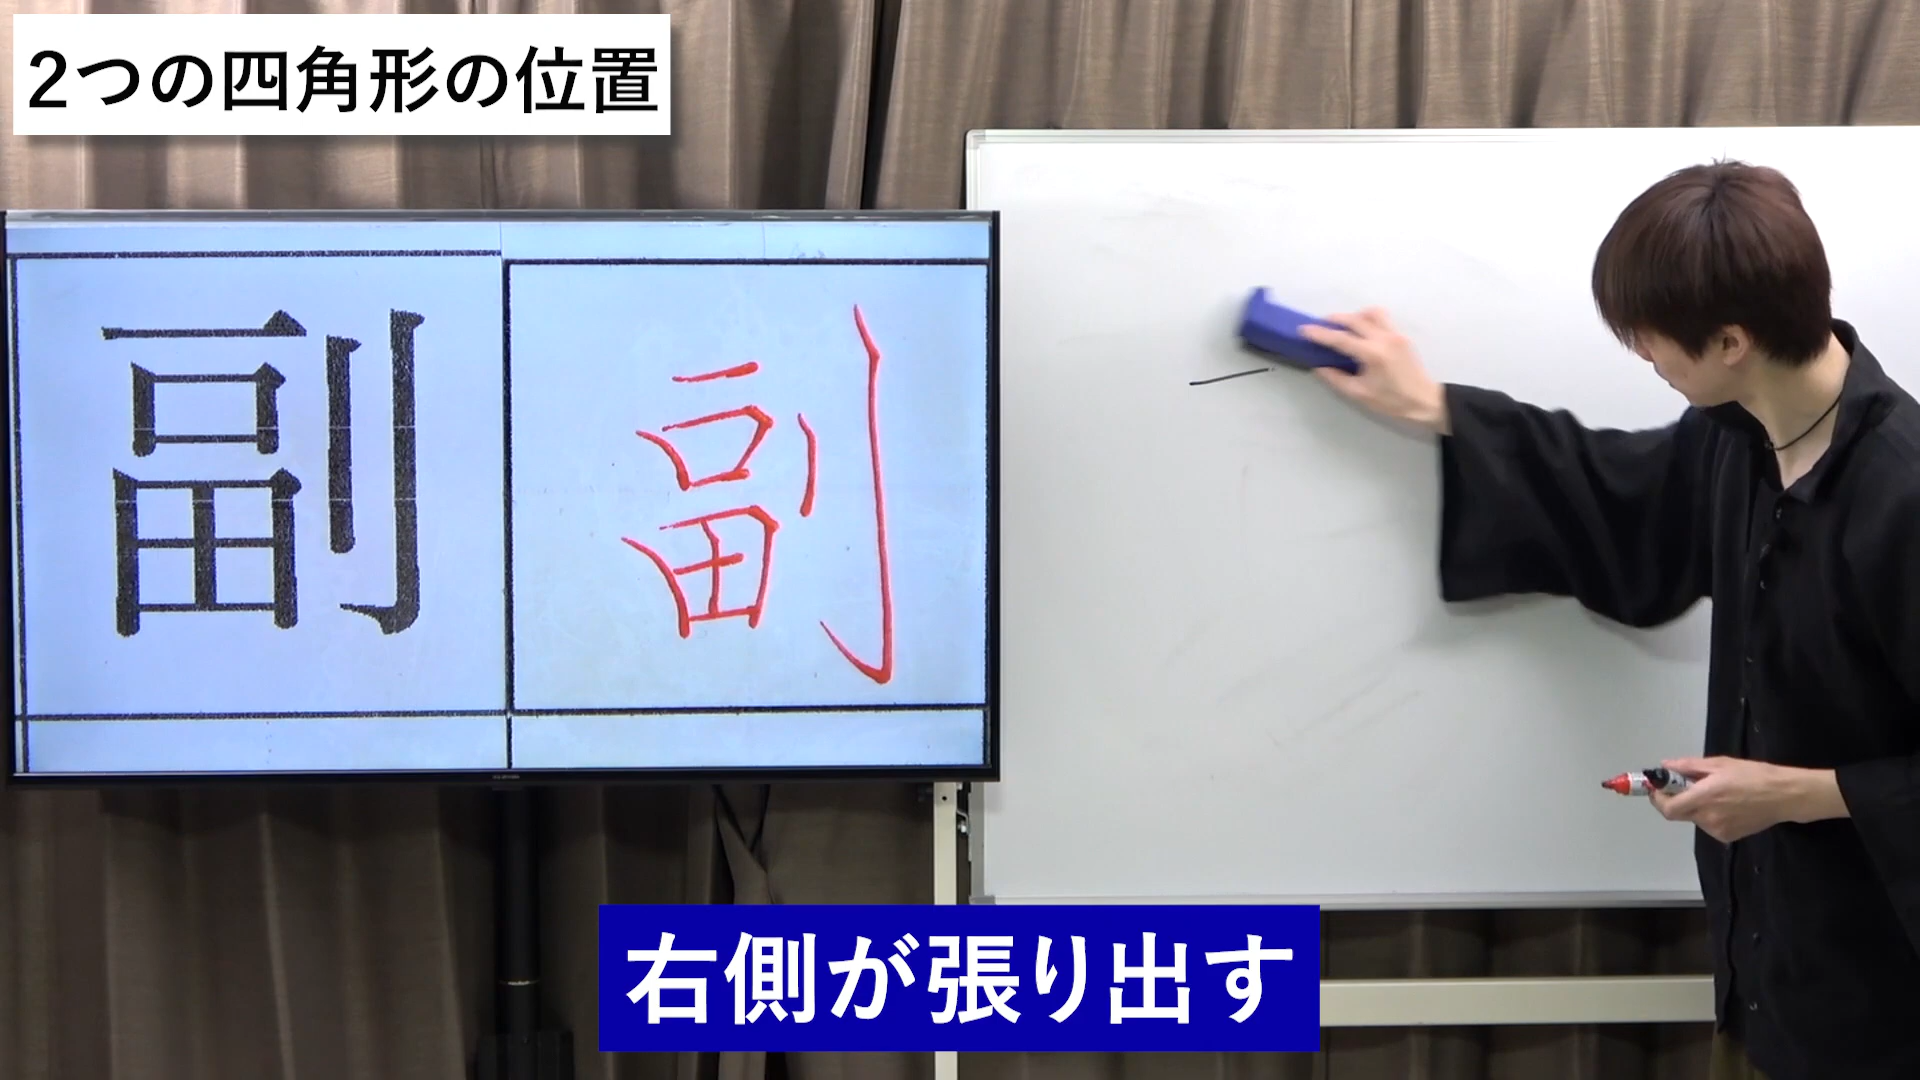 2つの四角形の位置
副
副
右側が張り出す